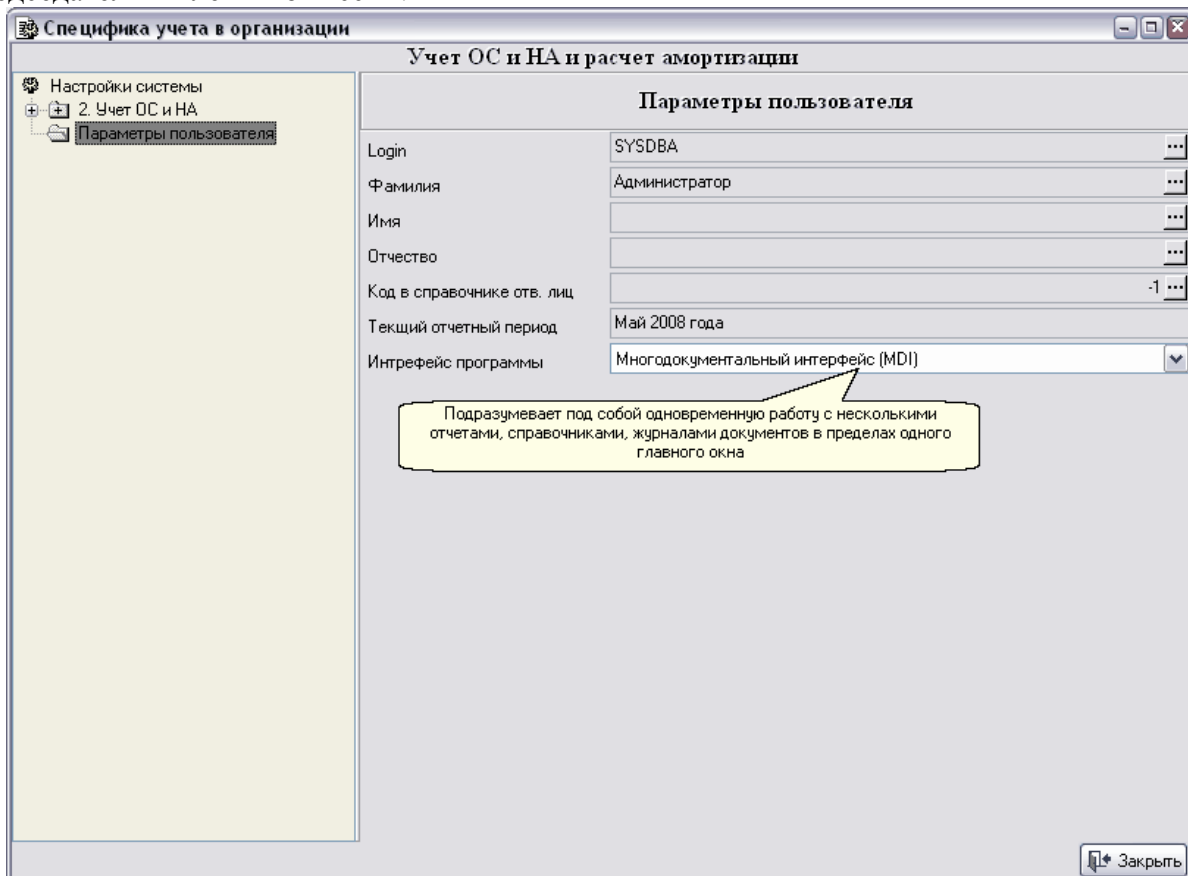 Специфика учета в организации
Учет ОС и НА и расчет амортизации
Настройки системы
2. Учет ОС и НА
Параметры пользователя
Параметры пользователя
Login SYSDBA ...
Фамилия Администратор ...
Имя ...
Отчество ...
Код в справочнике отв. лиц -1 ...
Текщий отчетный период Май 2008 года
Интрефейс программы Многодокументальный интерфейс (MDI)
Подразумевает под собой одновременную работу с несколькими
отчетами, справочниками, журналами документов в пределах одного
главного окна
Закрыть